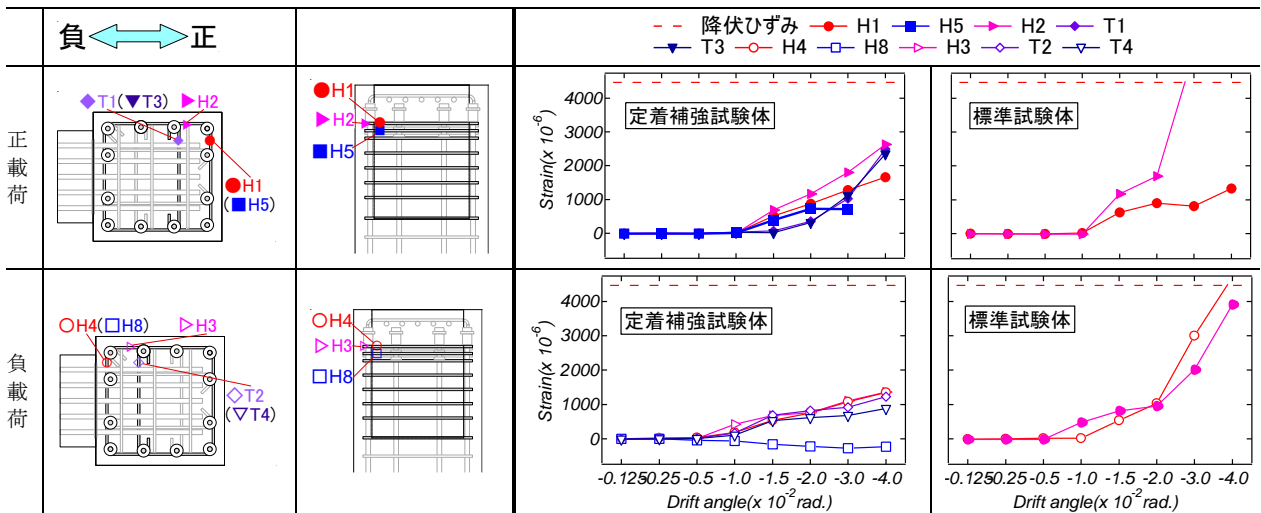 負 正
降伏ひずみ H1 H5 H2 T1
T3 H4 H8 H3 T2 T4
正載荷
T1(▼T3) H2
H1
(■H5)
H1
H2
H5
Strain(x 10-6)
4000
3000
2000
1000
0
定着補強試験体
標準試験体
負載荷
H4(□H8) H3
T2
(▽T4)
H4
H3
H8
Strain(x 10-6)
4000
3000
2000
1000
0
定着補強試験体
標準試験体
-0.125 -0.25 -0.5 -1.0 -1.5 -2.0 -3.0 -4.0
Drift angle(x 10-2 rad.)
-0.125 -0.25 -0.5 -1.0 -1.5 -2.0 -3.0 -4.0
Drift angle(x 10-2 rad.)